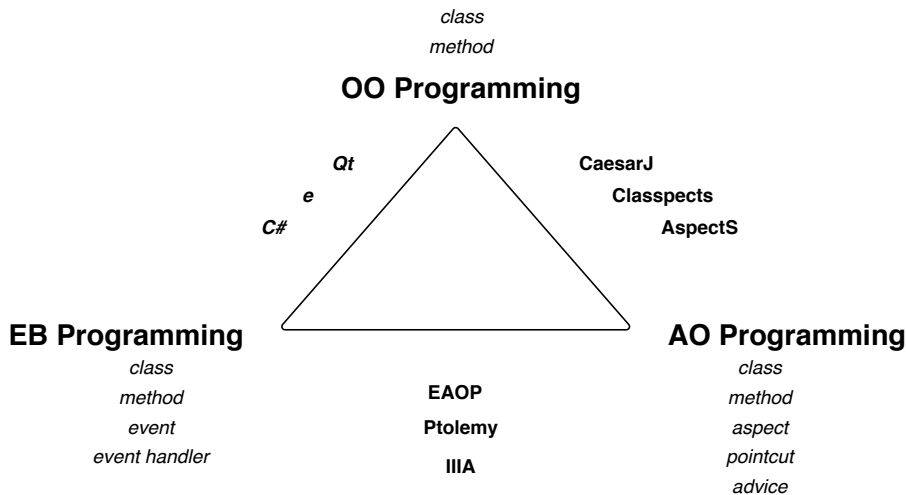 class
method
OO Programming
Qt
e
C#
CaesarJ
Classpects
AspectS
EB Programming
class
method
event
event handler
EAOP
Ptolemy
IIIA
AO Programming
class
method
aspect
pointcut
advice